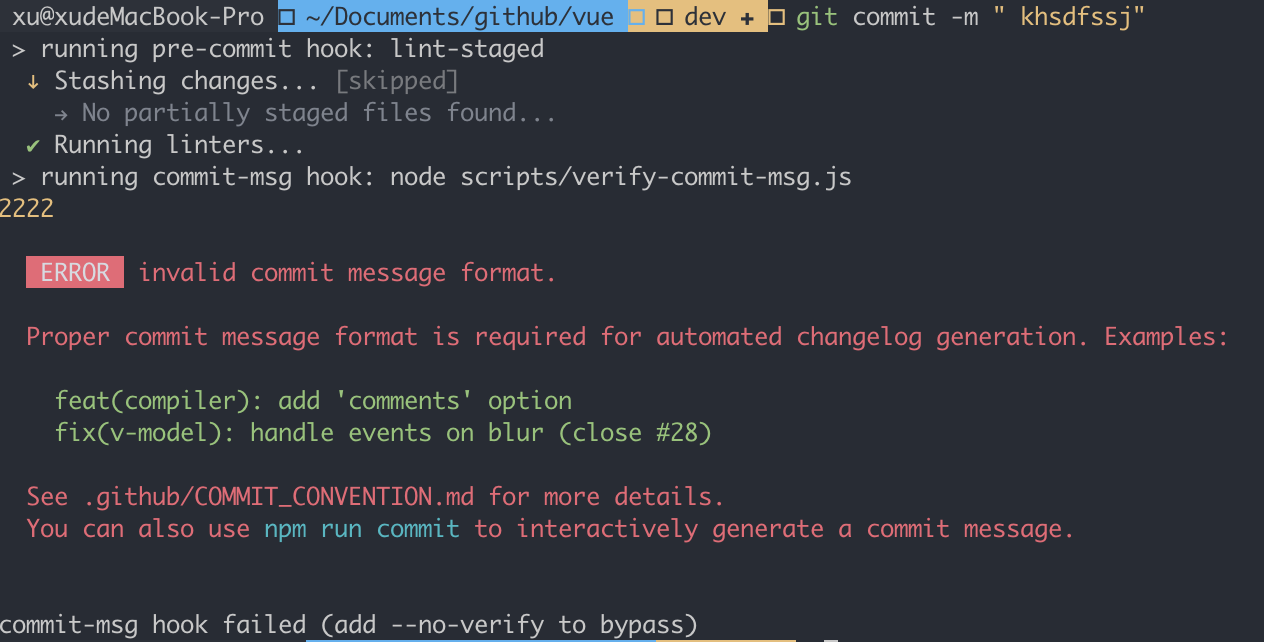 xu@xudeMacBook-Pro ~/Documents/github/vue dev + git commit -m " khsdfssj"
> running pre-commit hook: lint-staged
↓ Stashing changes... [skipped]
→ No partially staged files found...
✔ Running linters...
> running commit-msg hook: node scripts/verify-commit-msg.js
2222
ERROR invalid commit message format.
Proper commit message format is required for automated changelog generation. Examples:
feat(compiler): add 'comments' option
fix(v-model): handle events on blur (close #28)
See .github/COMMIT_CONVENTION.md for more details.
You can also use npm run commit to interactively generate a commit message.
commit-msg hook failed (add --no-verify to bypass)